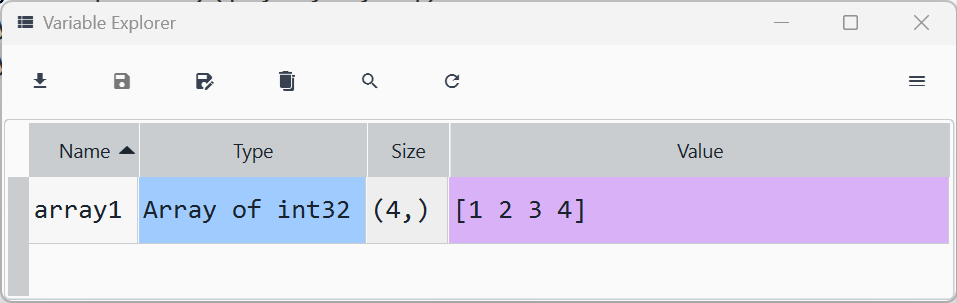 Variable Explorer
Name Type Size Value
array1 Array of int32 (4,) [1 2 3 4]